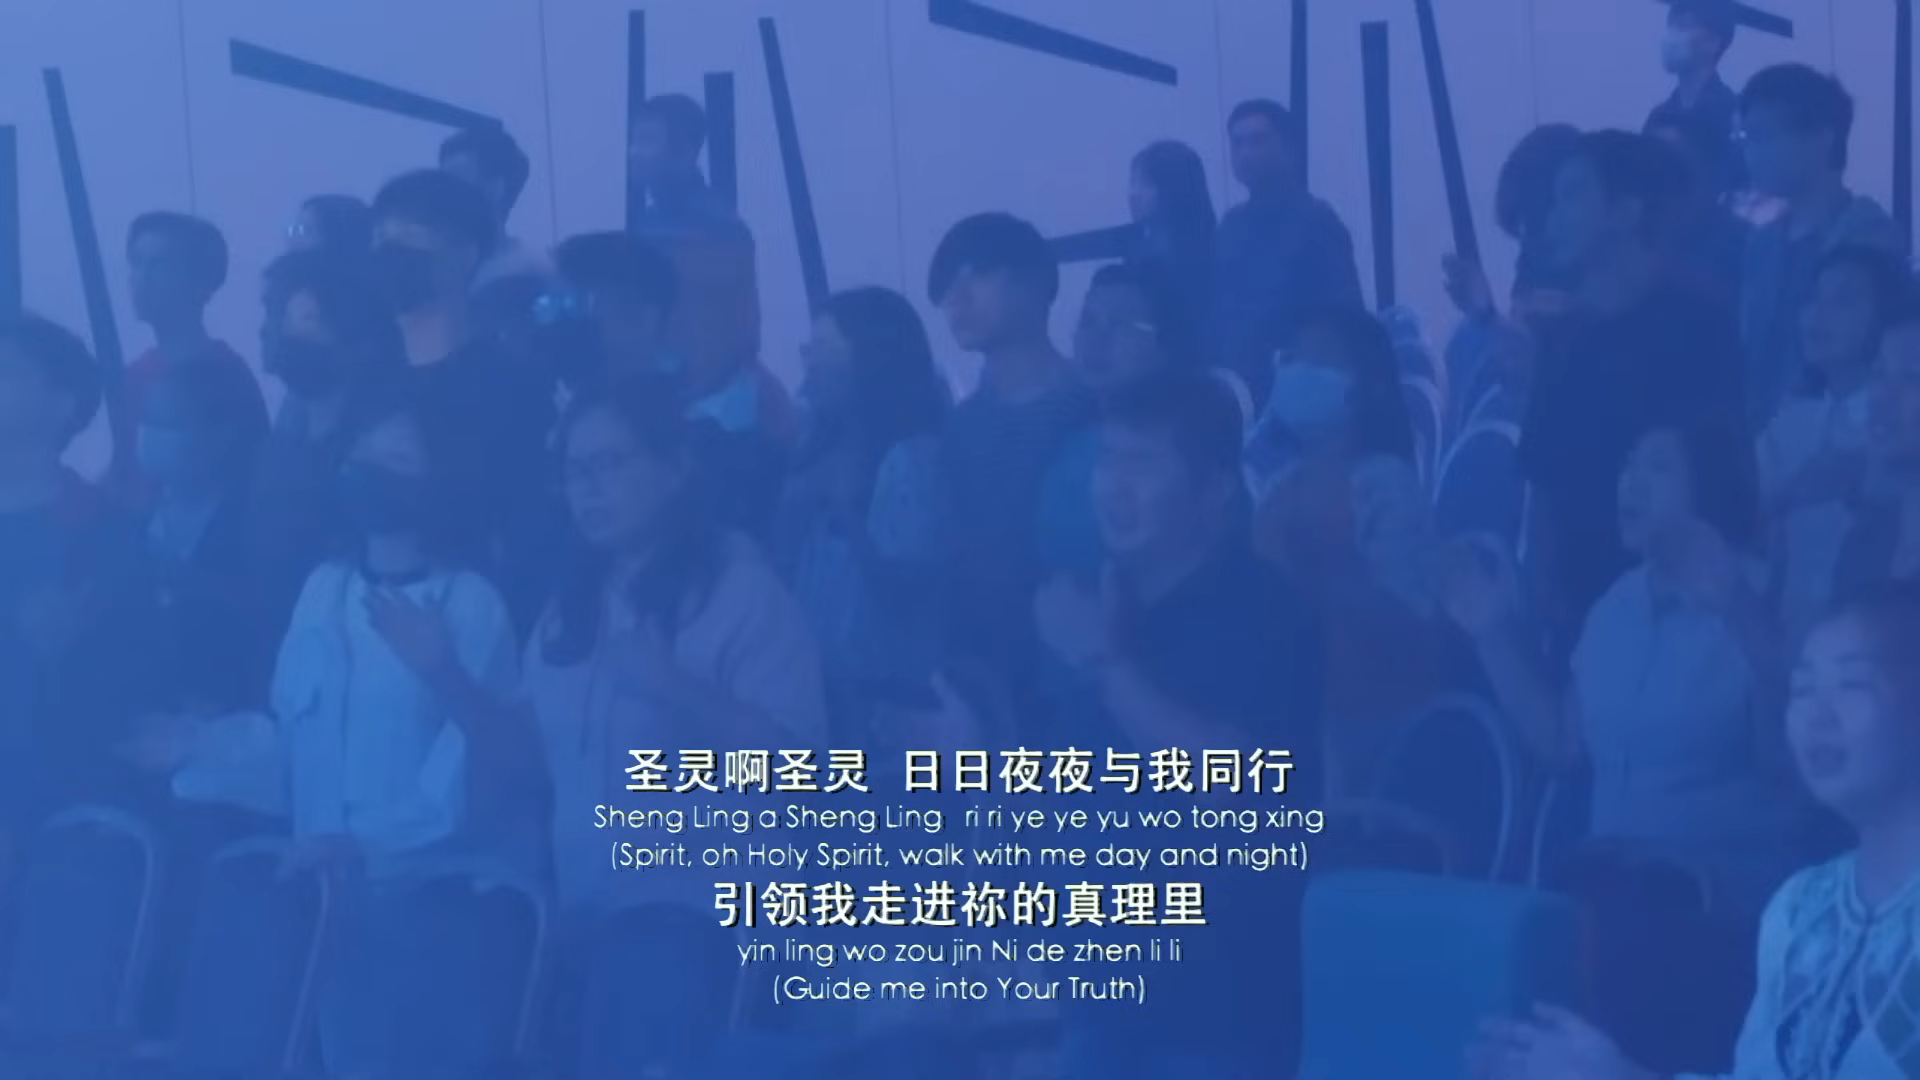 圣灵啊圣灵 日日夜夜与我同行
Sheng Ling a Sheng Ling ri ri ye ye yu wo tong xing
(Spirit, oh Holy Spirit, walk with me day and night)
引领我走进祢的真理里
yin ling wo zou jin Ni de zhen li li
(Guide me into Your Truth)